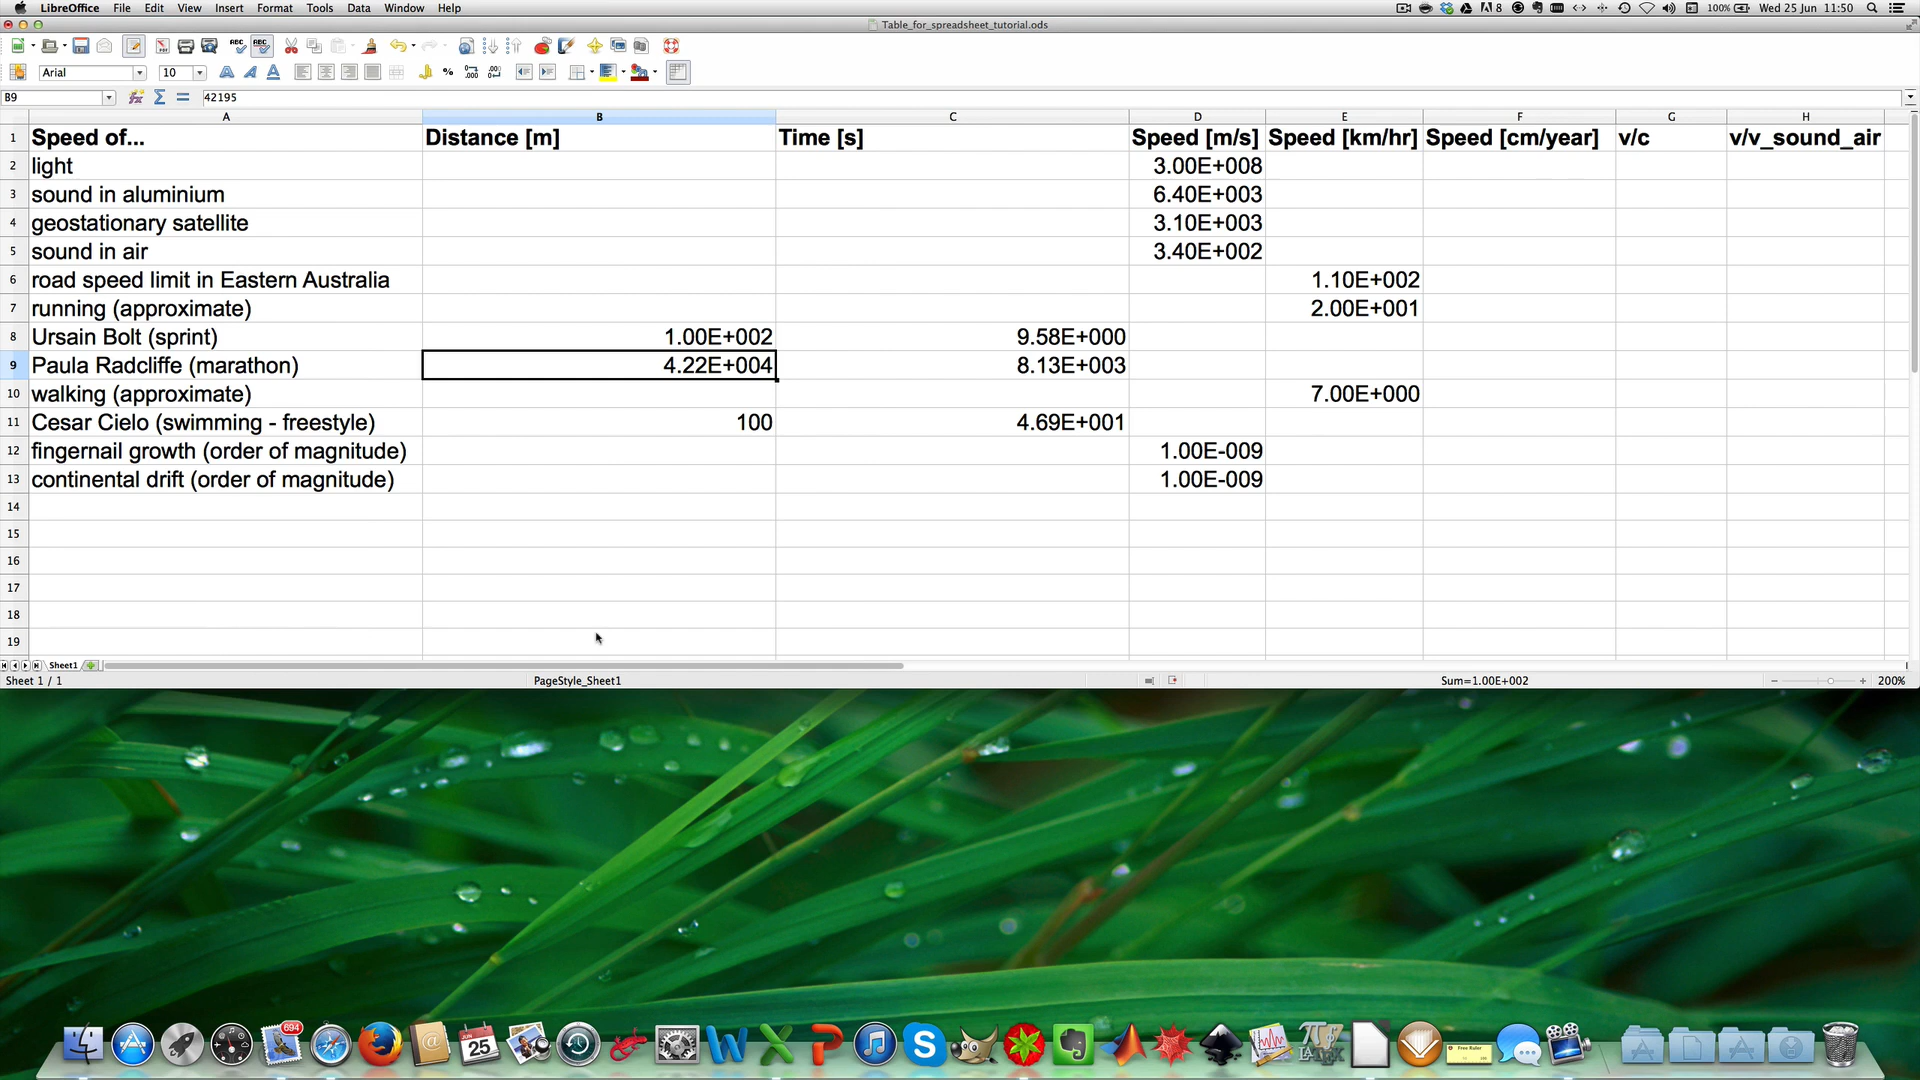 LibreOffice File Edit View Insert Format Tools Data Window Help 8 100% Wed 25 Jun 11:50
Table_for_spreadsheet_tutorial.ods
Arial 10
B9 42195
A B C D E F G H
1 Speed of... Distance [m] Time [s] Speed [m/s] Speed [km/hr] Speed [cm/year] v/c v/v_sound_air
2 light 3.00E+008
3 sound in aluminium 6.40E+003
4 geostationary satellite 3.10E+003
5 sound in air 3.40E+002
6 road speed limit in Eastern Australia 1.10E+002
7 running (approximate) 2.00E+001
8 Ursain Bolt (sprint) 1.00E+002 9.58E+000
9 Paula Radcliffe (marathon) 4.22E+004 8.13E+003
10 walking (approximate) 7.00E+000
11 Cesar Cielo (swimming - freestyle) 100 4.69E+001
12 fingernail growth (order of magnitude) 1.00E-009
13 continental drift (order of magnitude) 1.00E-009
14
15
16
17
18
19
Sheet1
Sheet 1 / 1 PageStyle_Sheet1 Sum=1.00E+002 200%
694
JUN 25
Free Ruler